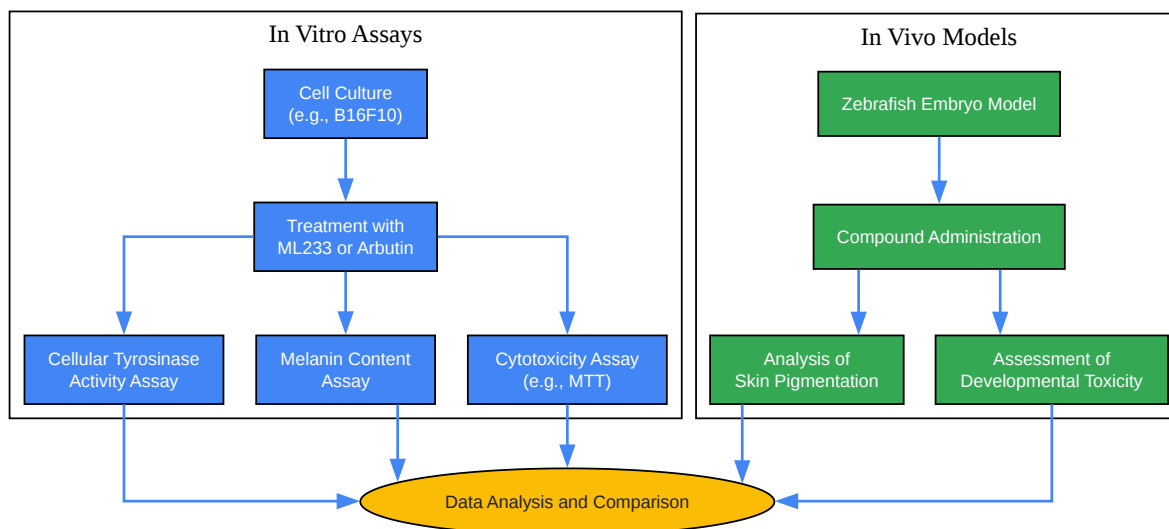 In Vitro Assays
Cell Culture
(e.g., B16F10)
Treatment with
ML233 or Arbutin
Cellular Tyrosinase
Activity Assay
Melanin Content
Assay
Cytotoxicity Assay
(e.g., MTT)
In Vivo Models
Zebrafish Embryo Model
Compound Administration
Analysis of
Skin Pigmentation
Assessment of
Developmental Toxicity
Data Analysis and Comparison